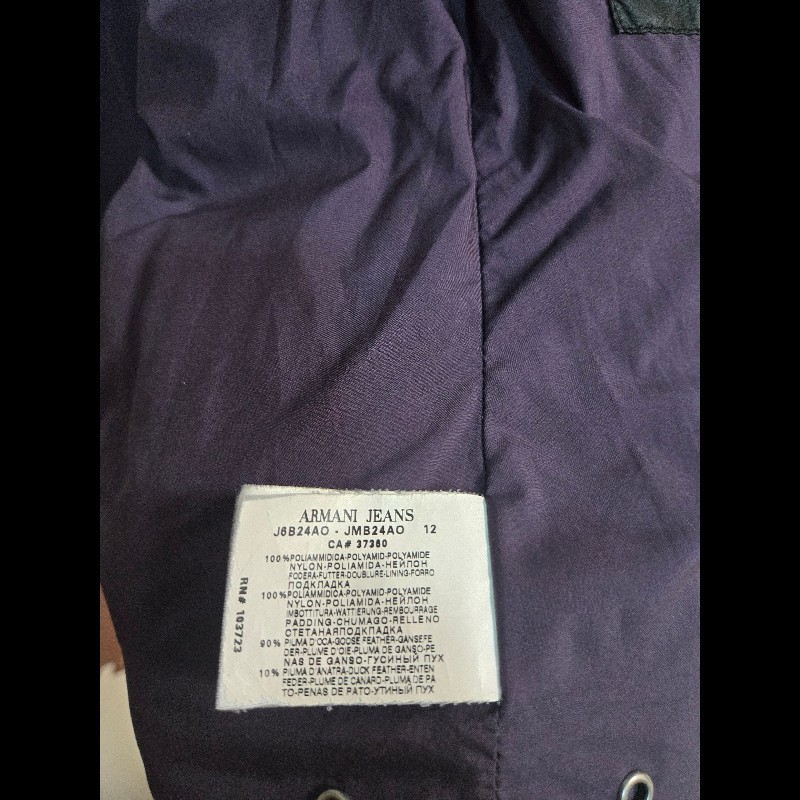 ARMANI JEANS
J6B24AO - JMB24AO 12
CA# 37360
100%POLIAMMIDICA-POLYAMID-POLYAMIDE
NYLON-POLIAMIDA-НЕЙЛОН
FODERA-FUTTER-DOUBLURE-LINING-FORRO
ПОДКЛАДКА
100%POLIAMMIDICA-POLYAMID-POLYAMIDE
NYLON-POLIAMIDA-НЕЙЛОН
IMBOTTITURA-WATTIERUNG-REMBOURRAGE
PADDING-CHUMAGO-RELLENO
СТЕТАНАЯПОДКЛАДКА
90% PIUMA D'OCA-GOOSE FEATHER-GANSEFE
DER-PLUME D'OIE-PLUMA DE GANSO-PE
NAS DE GANSO-ГУСИНЫЙ ПУХ
10% PIUMA D'ANATRA-DUCK FEATHER-ENTEN
FEDER-PLUME DE CANARD-PLUMA DE PA
TO-PENAS DE PATO-УТИНЫЙ ПУХ
RN# 103723